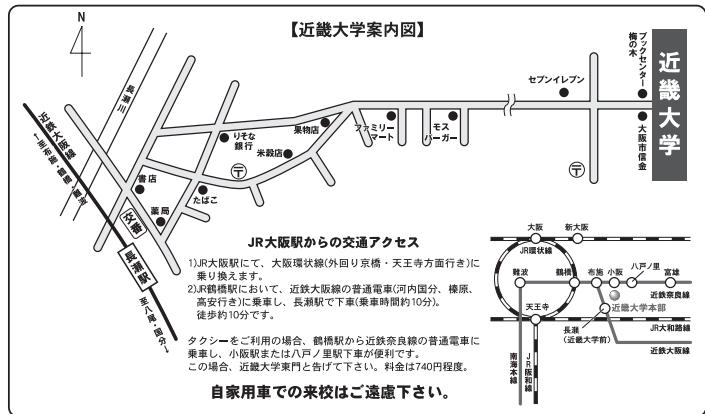 【近畿大学案内図】
N
長瀬川
近鉄大阪線
←至布施・鶴橋・難波
りそな
銀行
果物店
米穀店
ファミリー
マート
モス
バーガー
セブンイレブン
ブックセンター
梅の木
大阪市信金
近畿大学
〒
〒
書店
たばこ
薬局
交番
長瀬駅
至八尾・国分→
JR大阪駅からの交通アクセス
1)JR大阪駅にて、大阪環状線(外回り京橋・天王寺方面行き)に
乗り換えます。
2)JR鶴橋駅において、近鉄大阪線の普通電車(河内国分、榛原、
高安行き)に乗車し、長瀬駅で下車(乗車時間約10分)。
徒歩約10分です。
タクシーをご利用の場合、鶴橋駅から近鉄奈良線の普通電車に
乗車し、小阪駅または八戸ノ里駅下車が便利です。
この場合、近畿大学東門と告げて下さい。料金は740円程度。
自家用車での来校はご遠慮下さい。
大阪
新大阪
JR環状線
難波
鶴橋
布施
小阪
八戸ノ里
富雄
近鉄奈良線
近畿大学本部
天王寺
長瀬
(近畿大学前)
JR大和路線
近鉄大阪線
南海本線
JR阪和線